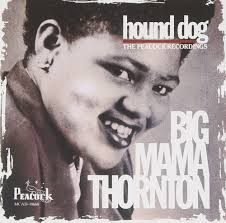 hound dog
THE PEACOCK RECORDINGS
BIG
MAMA
THORNTON
PEACOCK